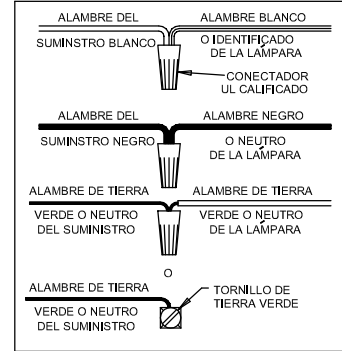 ALAMBRE DEL ALAMBRE BLANCO
SUMINSTRO BLANCO O IDENTIFICADO
DE LA LÁMPARA
CONECTADOR
UL CALIFICADO
ALAMBRE DEL ALAMBRE NEGRO
SUMINSTRO NEGRO O NEUTRO
DE LA LÁMPARA
ALAMBRE DE TIERRA ALAMBRE DE TIERRA
VERDE O NEUTRO VERDE O NEUTRO
DEL SUMINISTRO DE LA LÁMPARA
O
ALAMBRE DE TIERRA TORNILLO DE
TIERRA VERDE
VERDE O NEUTRO
DEL SUMINISTRO